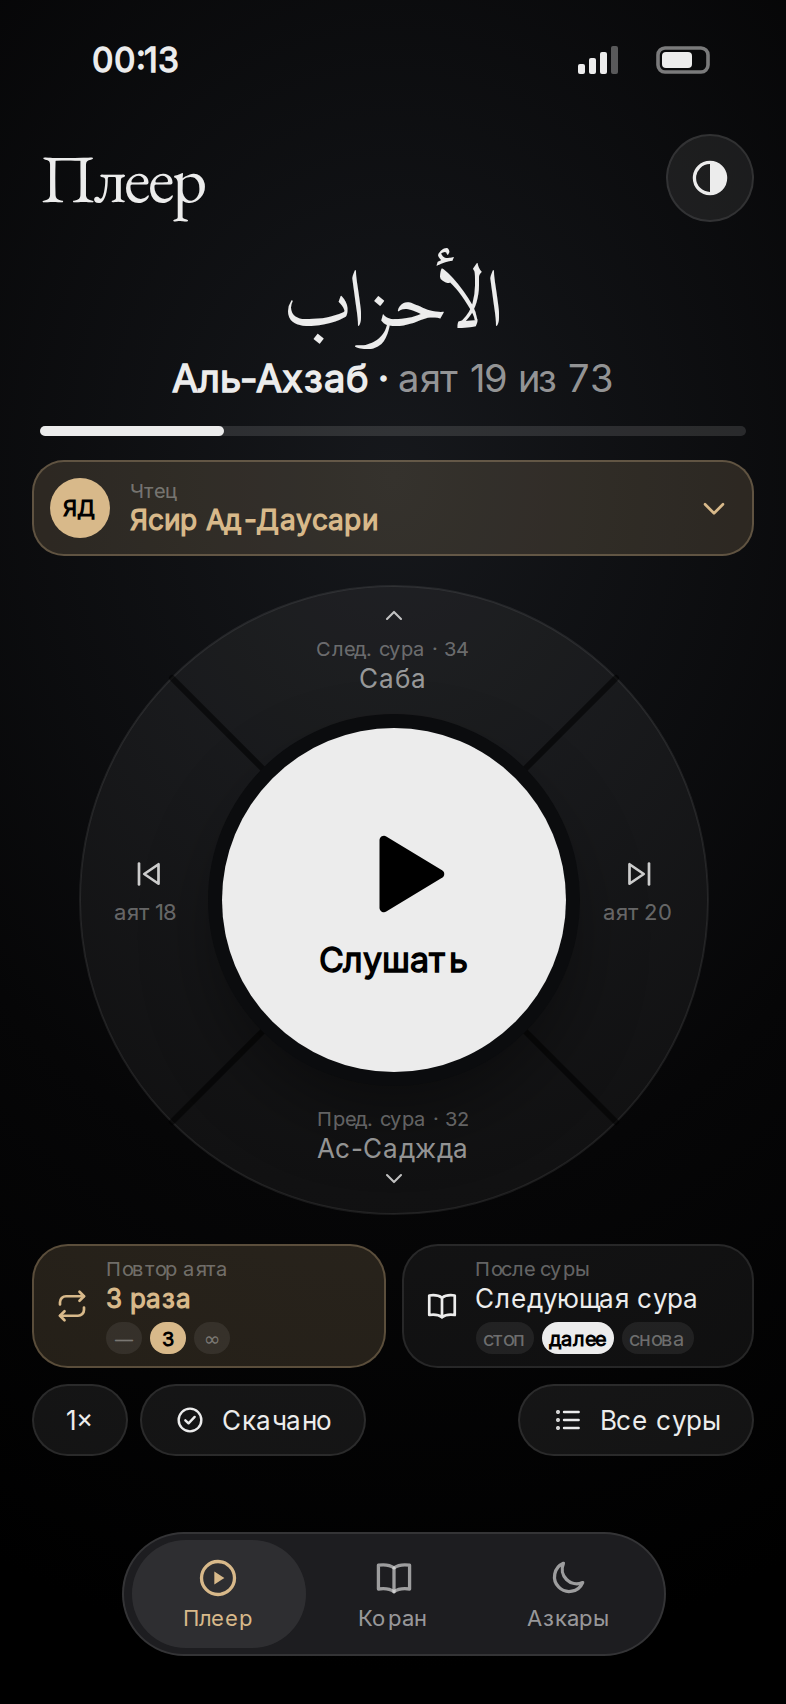 00:13
Плеер
الأحزاب
Аль-Ахзаб · аят 19 из 73
ЯД
Чтец
Ясир Ад-Даусари
След. сура · 34
Саба
аят 18
аят 20
Слушать
Пред. сура · 32
Ас-Саджда
Повтор аята
3 раза
— 3 ∞
После суры
Следующая сура
стоп далее снова
1×
Скачано
Все суры
Плеер
Коран
Азкары